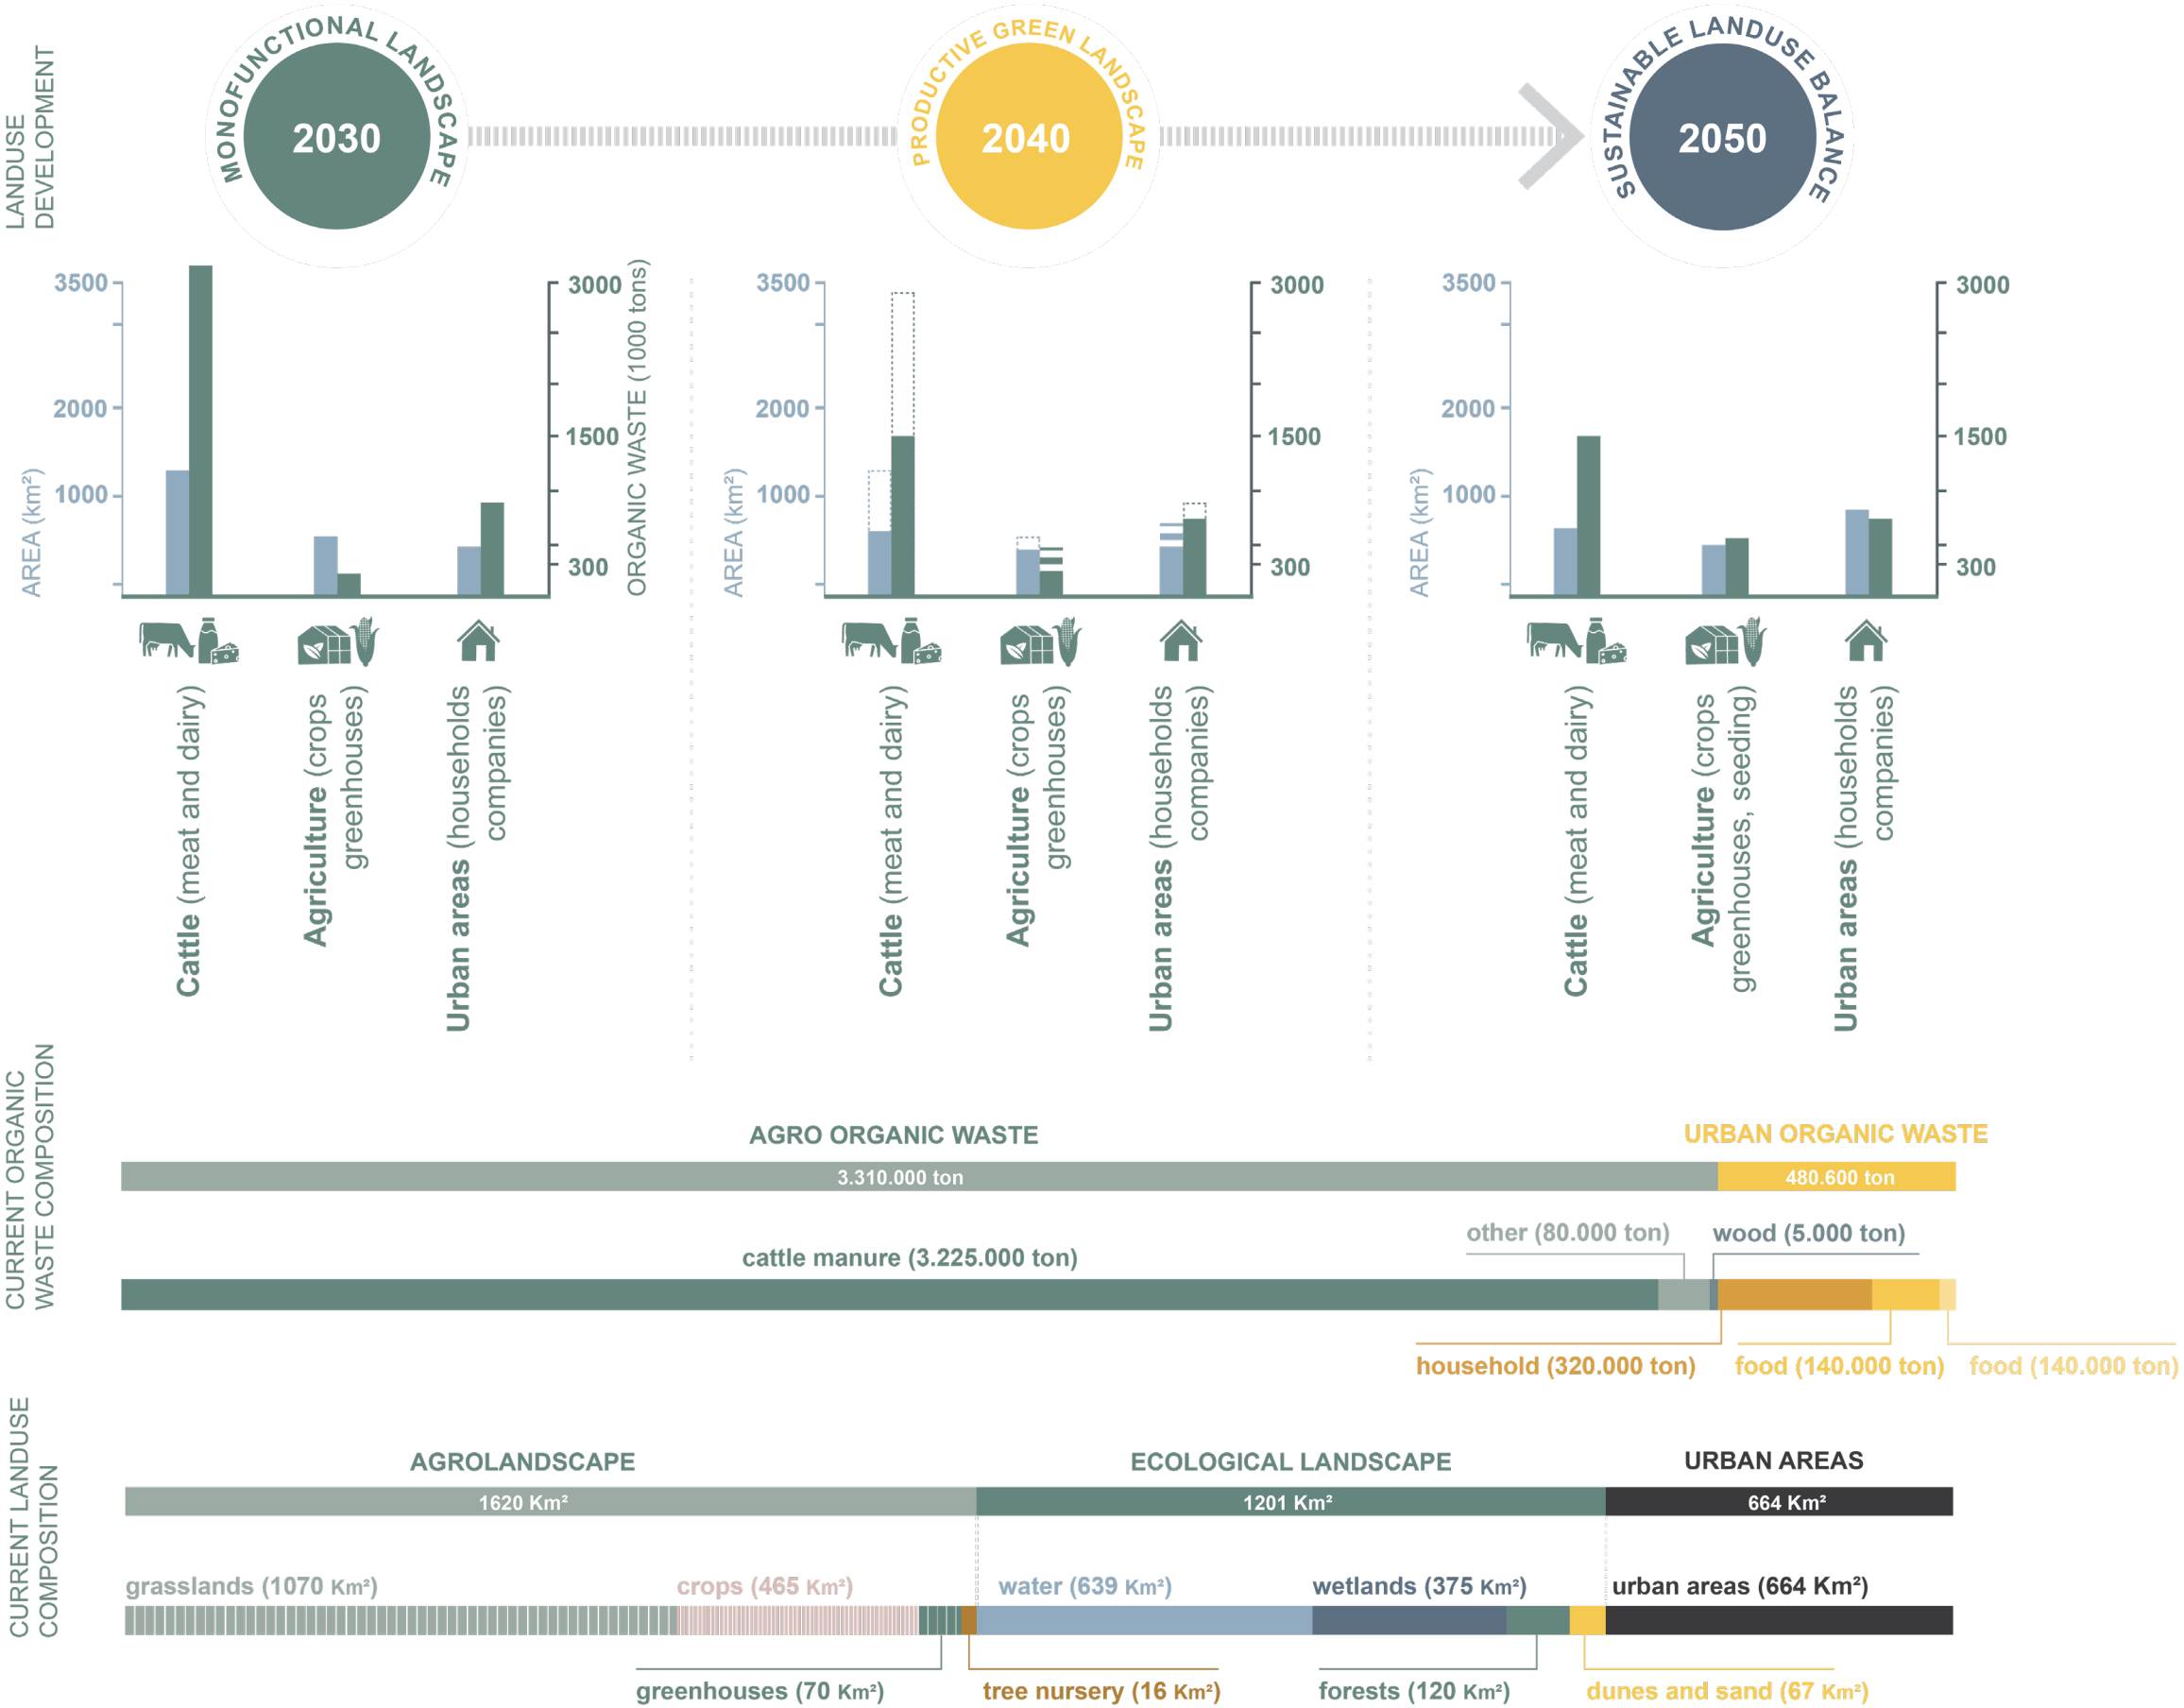 LANDUSE
DEVELOPMENT
MONOFUNCTIONAL LANDSCAPE
2030
PRODUCTIVE GREEN LANDSCAPE
2040
SUSTAINABLE LANDUSE BALANCE
2050
AREA (km²)
3500
2000
1000
3000
1500
300
ORGANIC WASTE (1000 tons)
Cattle (meat and dairy)
Agriculture (crops
greenhouses)
Urban areas (households
companies)
AREA (km²)
3500
2000
1000
3000
1500
300
Cattle (meat and dairy)
Agriculture (crops
greenhouses)
Urban areas (households
companies)
AREA (km²)
3500
2000
1000
3000
1500
300
Cattle (meat and dairy)
Agriculture (crops
greenhouses, seeding)
Urban areas (households
companies)
CURRENT ORGANIC
WASTE COMPOSITION
AGRO ORGANIC WASTE
URBAN ORGANIC WASTE
3.310.000 ton
480.600 ton
other (80.000 ton)
wood (5.000 ton)
cattle manure (3.225.000 ton)
household (320.000 ton)
food (140.000 ton)
food (140.000 ton)
CURRENT LANDUSE
COMPOSITION
AGROLANDSCAPE
ECOLOGICAL LANDSCAPE
URBAN AREAS
1620 Km²
1201 Km²
664 Km²
grasslands (1070 Km²)
crops (465 Km²)
water (639 Km²)
wetlands (375 Km²)
urban areas (664 Km²)
greenhouses (70 Km²)
tree nursery (16 Km²)
forests (120 Km²)
dunes and sand (67 Km²)